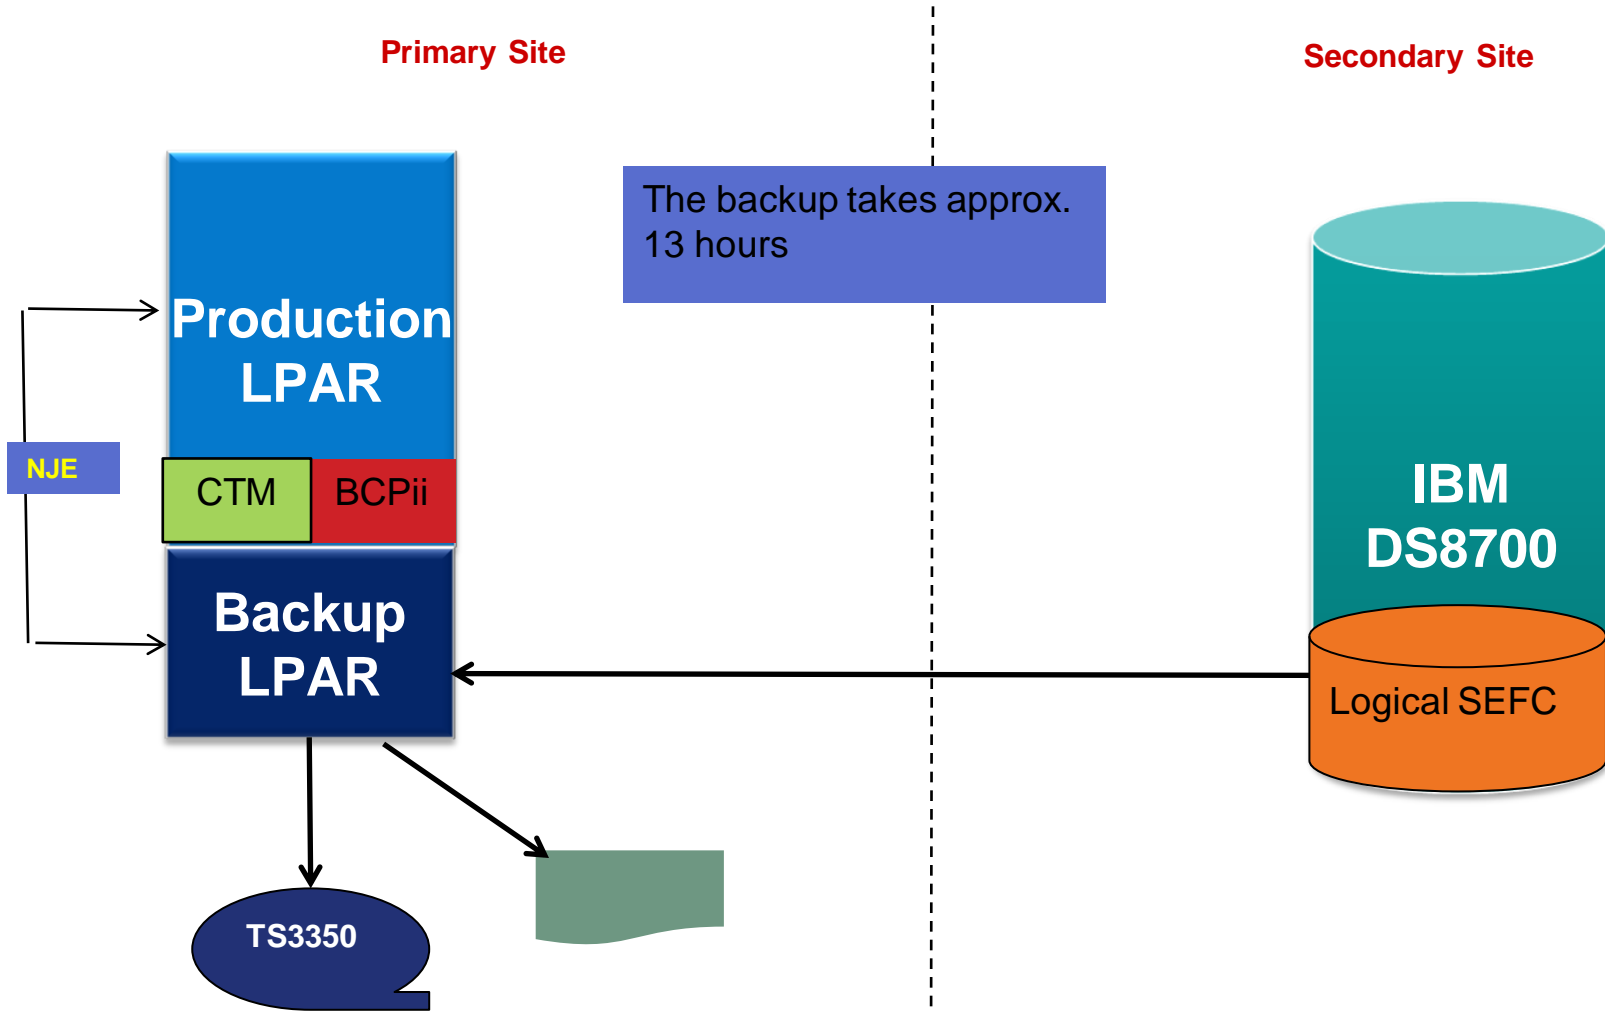 Primary Site
Secondary Site
The backup takes approx.
13 hours
Production
LPAR
NJE
CTM
BCPii
IBM
DS8700
Backup
LPAR
Logical SEFC
TS3350